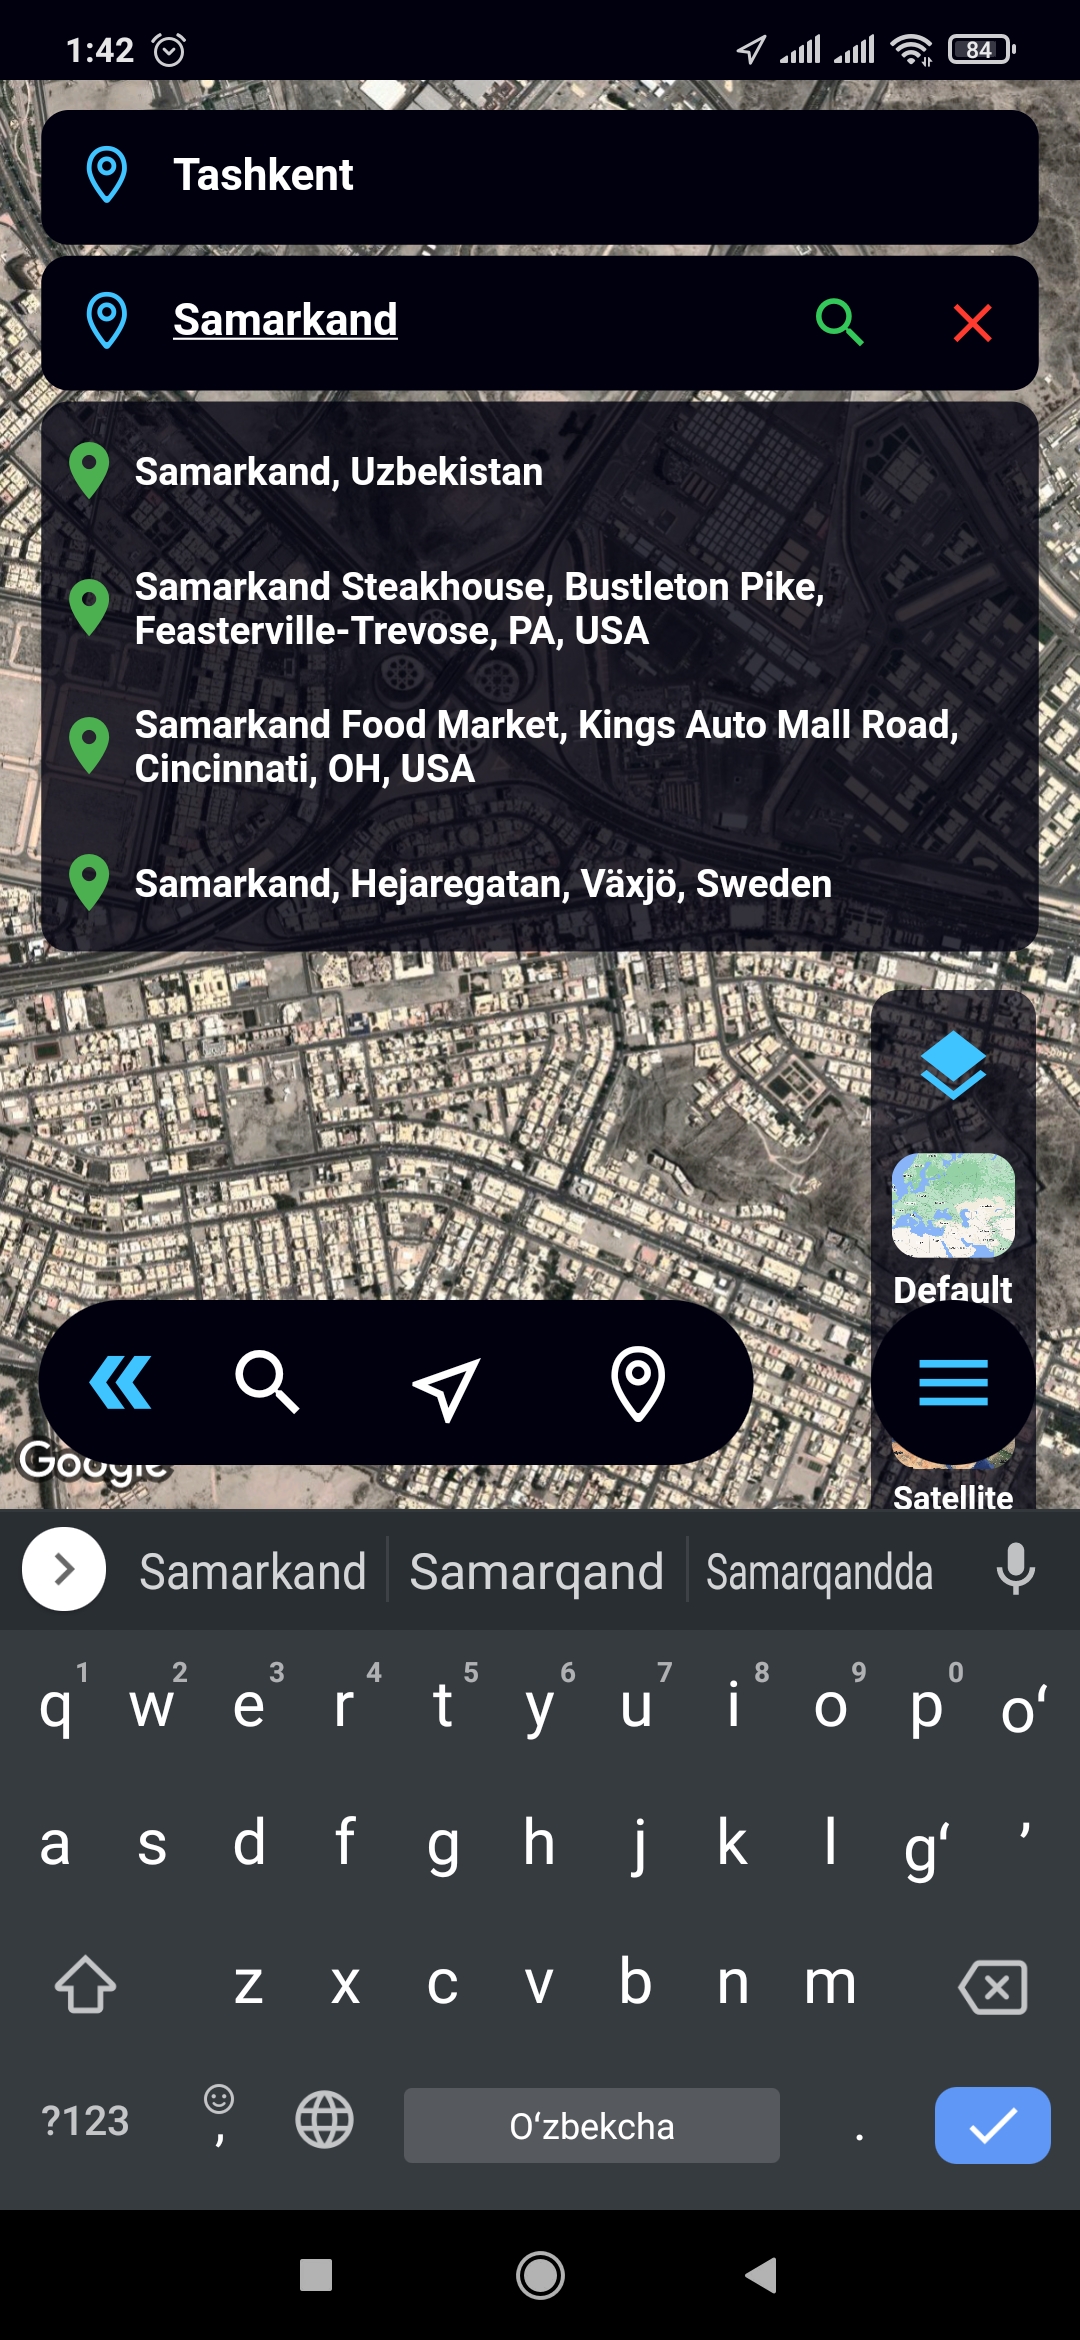 1:42
84
Tashkent
Samarkand
Samarkand, Uzbekistan
Samarkand Steakhouse, Bustleton Pike,
Feasterville-Trevose, PA, USA
Samarkand Food Market, Kings Auto Mall Road,
Cincinnati, OH, USA
Samarkand, Hejaregatan, Växjö, Sweden
Default
Google
Satellite
Samarkand Samarqand Samarqandda
1 2 3 4 5 6 7 8 9 0
q w e r t y u i o p oʻ
a s d f g h j k l gʻ ’
z x c v b n m
?123 , Oʻzbekcha .